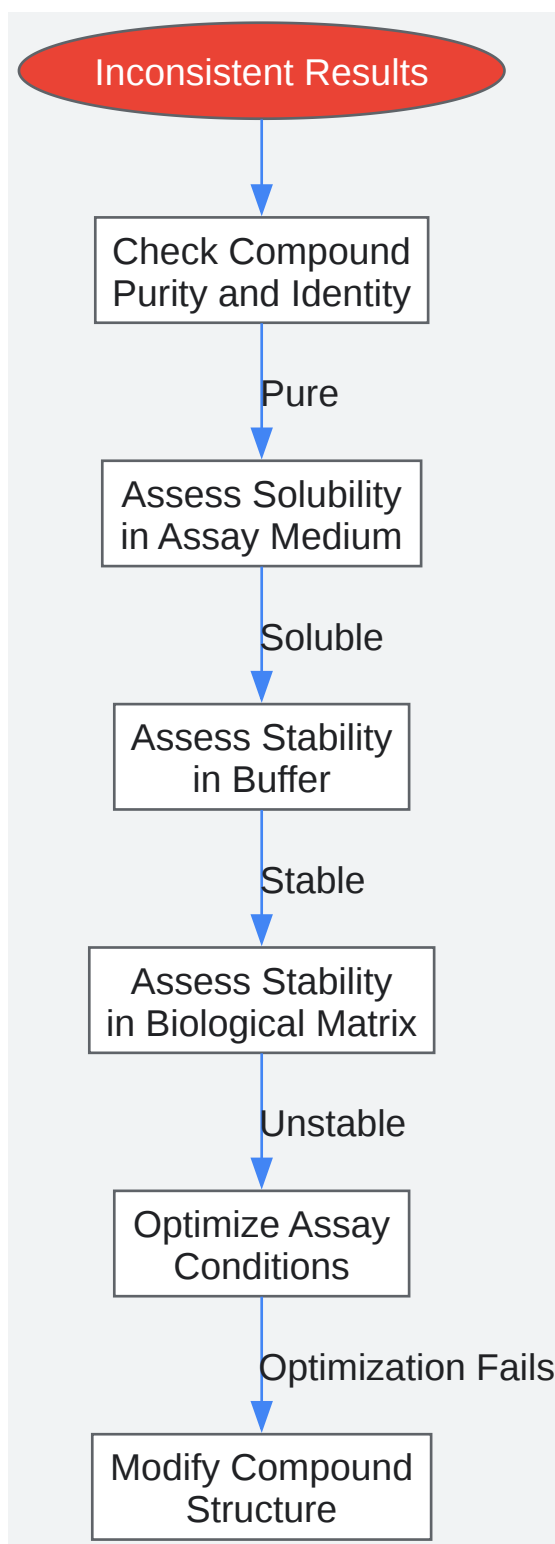 Inconsistent Results
Check Compound
Purity and Identity
Pure
Assess Solubility
in Assay Medium
Soluble
Assess Stability
in Buffer
Stable
Assess Stability
in Biological Matrix
Unstable
Optimize Assay
Conditions
Optimization Fails
Modify Compound
Structure